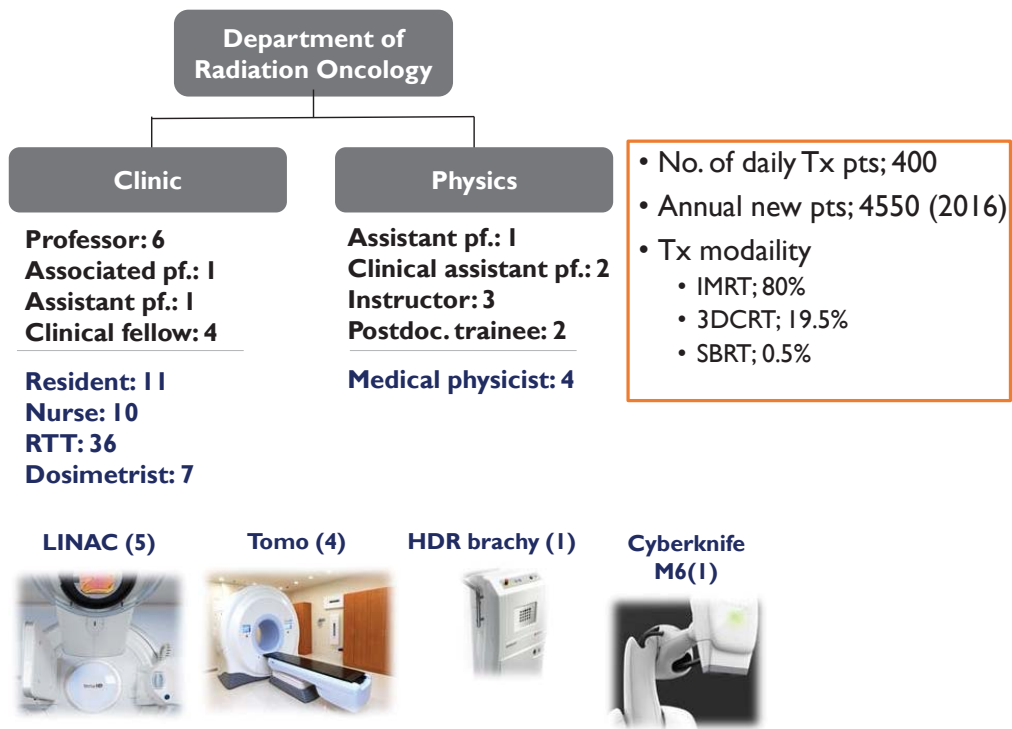 Department of
Radiation Oncology
Clinic
Physics
Professor: 6
Associated pf.: 1
Assistant pf.: 1
Clinical fellow: 4
Resident: 11
Nurse: 10
RTT: 36
Dosimetrist: 7
Assistant pf.: 1
Clinical assistant pf.: 2
Instructor: 3
Postdoc. trainee: 2
Medical physicist: 4
• No. of daily Tx pts; 400
• Annual new pts; 4550 (2016)
• Tx modaility
• IMRT; 80%
• 3DCRT; 19.5%
• SBRT; 0.5%
LINAC (5)
Tomo (4)
HDR brachy (1)
Cyberknife
M6(1)